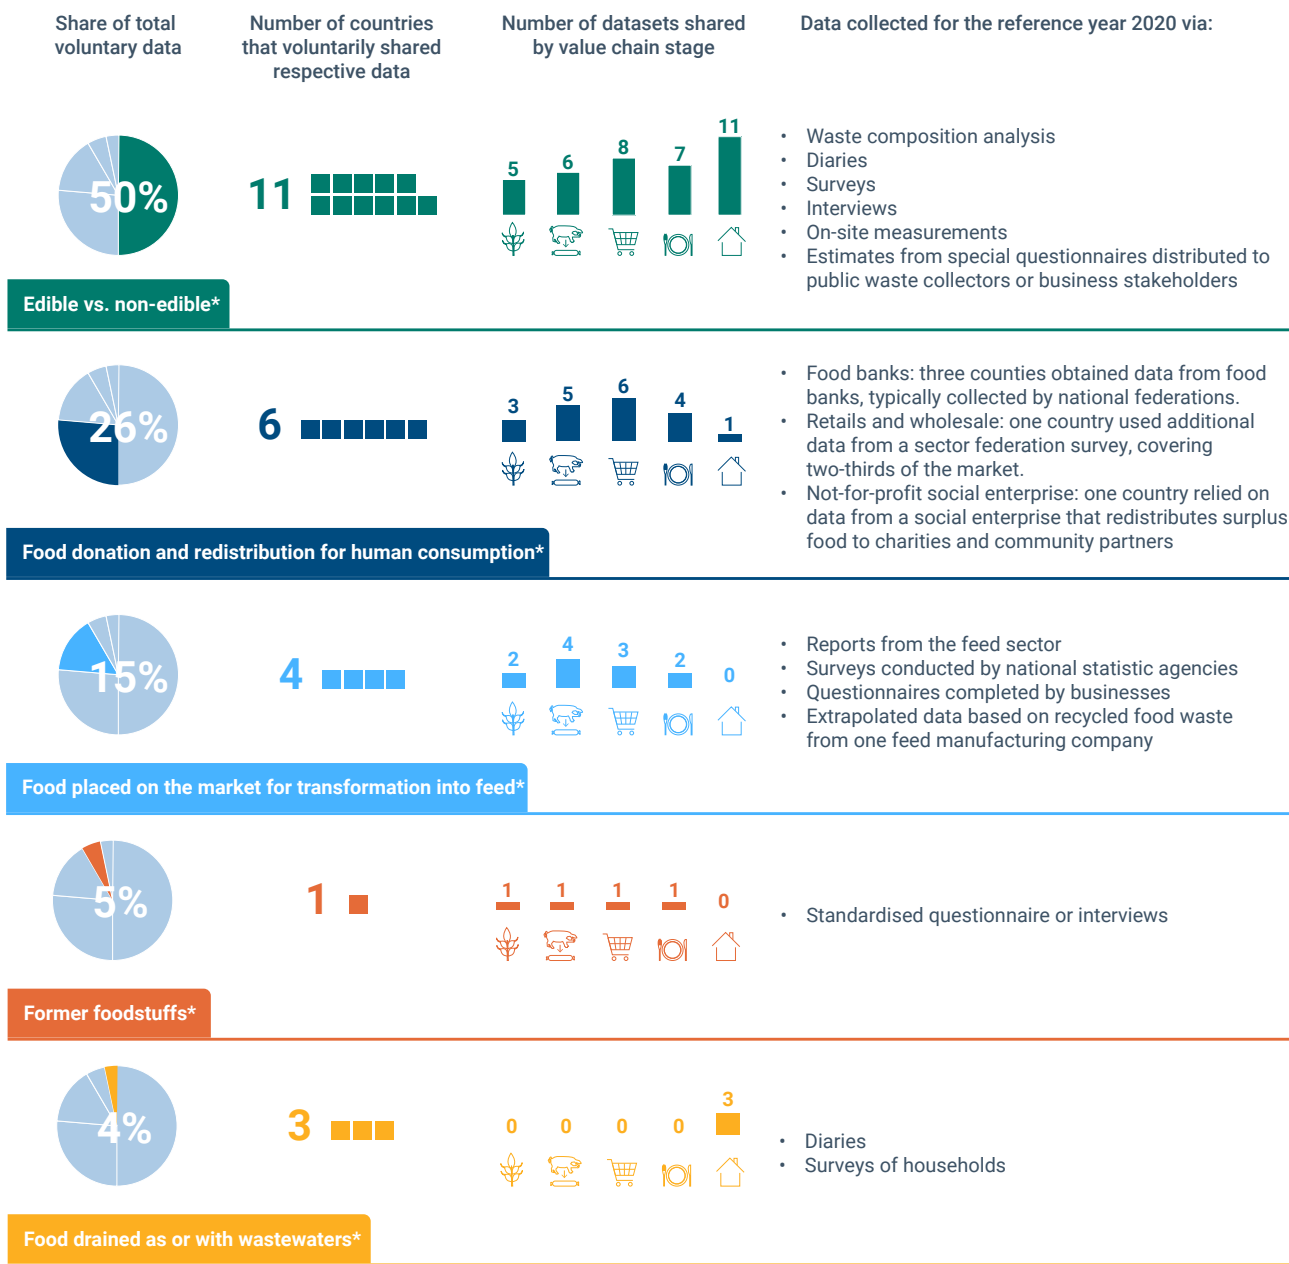 Share of total
voluntary data
Number of countries
that voluntarily shared
respective data
Number of datasets shared
by value chain stage
Data collected for the reference year 2020 via:
50%
11
5
6
8
7
11
• Waste composition analysis
• Diaries
• Surveys
• Interviews
• On-site measurements
• Estimates from special questionnaires distributed to
public waste collectors or business stakeholders
Edible vs. non-edible*
26%
6
3
5
6
4
1
• Food banks: three counties obtained data from food
banks, typically collected by national federations.
• Retails and wholesale: one country used additional
data from a sector federation survey, covering
two-thirds of the market.
• Not-for-profit social enterprise: one country relied on
data from a social enterprise that redistributes surplus
food to charities and community partners
Food donation and redistribution for human consumption*
15%
4
2
4
3
2
0
• Reports from the feed sector
• Surveys conducted by national statistic agencies
• Questionnaires completed by businesses
• Extrapolated data based on recycled food waste
from one feed manufacturing company
Food placed on the market for transformation into feed*
5%
1
1
1
1
1
0
• Standardised questionnaire or interviews
Former foodstuffs*
4%
3
0
0
0
0
3
• Diaries
• Surveys of households
Food drained as or with wastewaters*